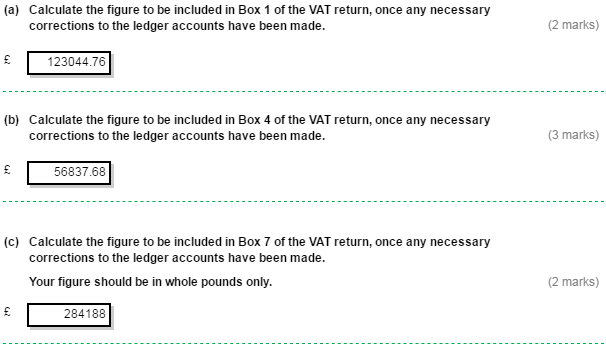 (a) Calculate the figure to be included in Box 1 of the VAT return, once any necessary
corrections to the ledger accounts have been made. (2 marks)
£ 123044.76
(b) Calculate the figure to be included in Box 4 of the VAT return, once any necessary
corrections to the ledger accounts have been made. (3 marks)
£ 56837.68
(c) Calculate the figure to be included in Box 7 of the VAT return, once any necessary
corrections to the ledger accounts have been made.
Your figure should be in whole pounds only. (2 marks)
£ 284188